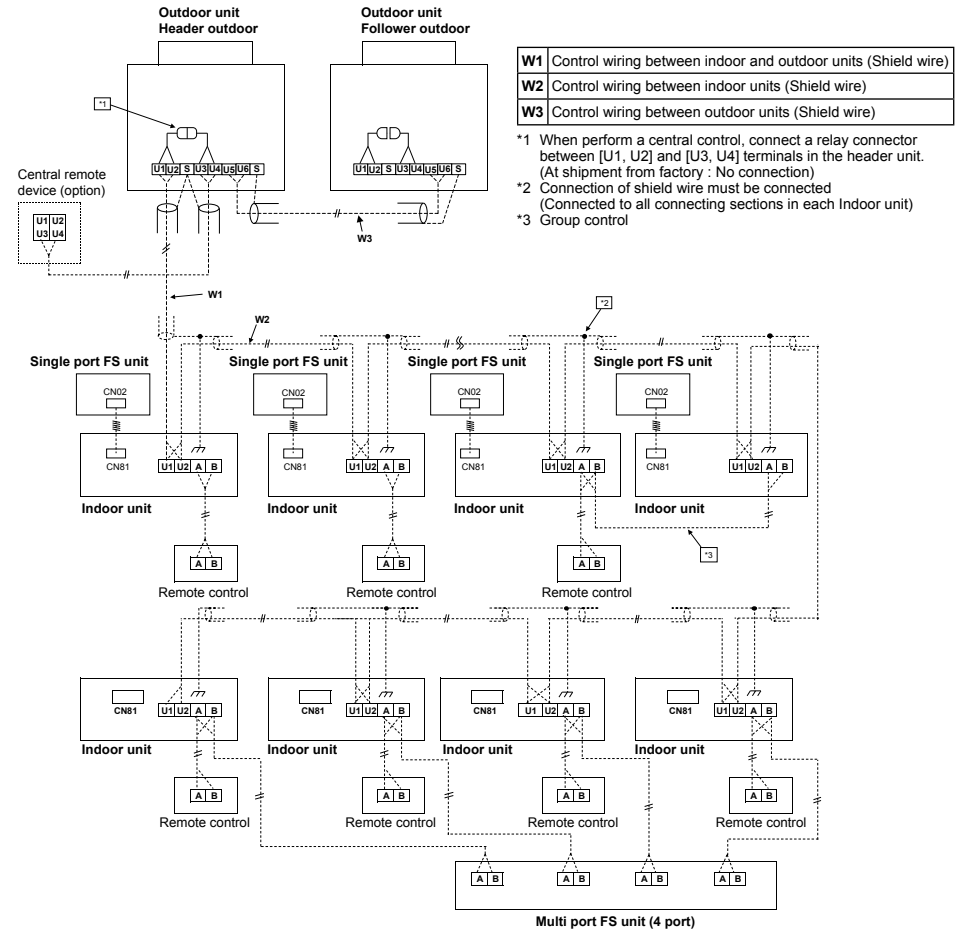 Outdoor unit
Header outdoor
Outdoor unit
Follower outdoor
W1 Control wiring between indoor and outdoor units (Shield wire)
W2 Control wiring between indoor units (Shield wire)
W3 Control wiring between outdoor units (Shield wire)
*1 When perform a central control, connect a relay connector
between [U1, U2] and [U3, U4] terminals in the header unit.
(At shipment from factory : No connection)
*2 Connection of shield wire must be connected
(Connected to all connecting sections in each Indoor unit)
*3 Group control
*1
U1 U2 S U3 U4 U5 U6 S
U1 U2 S U3 U4 U5 U6 S
Central remote
device (option)
U1 U2
U3 U4
W3
W1
W2
*2
Single port FS unit
Single port FS unit
Single port FS unit
Single port FS unit
CN02
CN02
CN02
CN02
CN81
CN81
CN81
CN81
U1 U2 A B
U1 U2 A B
U1 U2 A B
U1 U2 A B
Indoor unit
Indoor unit
Indoor unit
Indoor unit
*3
A B
A B
A B
Remote control
Remote control
Remote control
CN81
CN81
CN81
CN81
U1 U2 A B
U1 U2 A B
U1 U2 A B
U1 U2 A B
Indoor unit
Indoor unit
Indoor unit
Indoor unit
A B
A B
A B
A B
Remote control
Remote control
Remote control
Remote control
A B
A B
A B
A B
Multi port FS unit (4 port)